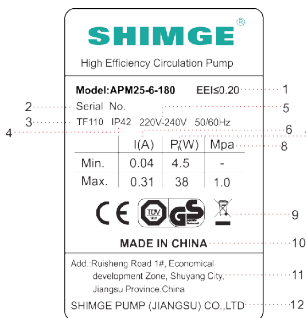 SHIMGE
High Efficiency Circulation Pump
Model:APM25-6-180 EEI≤0.20 1
2 Serial No. 5
3 TF110 IP42 220V-240V 50/60Hz
4 6
I(A) P(W) Mpa 8
Min. 0.04 4.5 -
Max. 0.31 38 1.0
CE TÜV GS 9
MADE IN CHINA 10
Add.:Ruisheng Road 1#, Economical
development Zone, Shuyang City, 11
Jiangsu Province,China
SHIMGE PUMP (JIANGSU) CO.,LTD 12